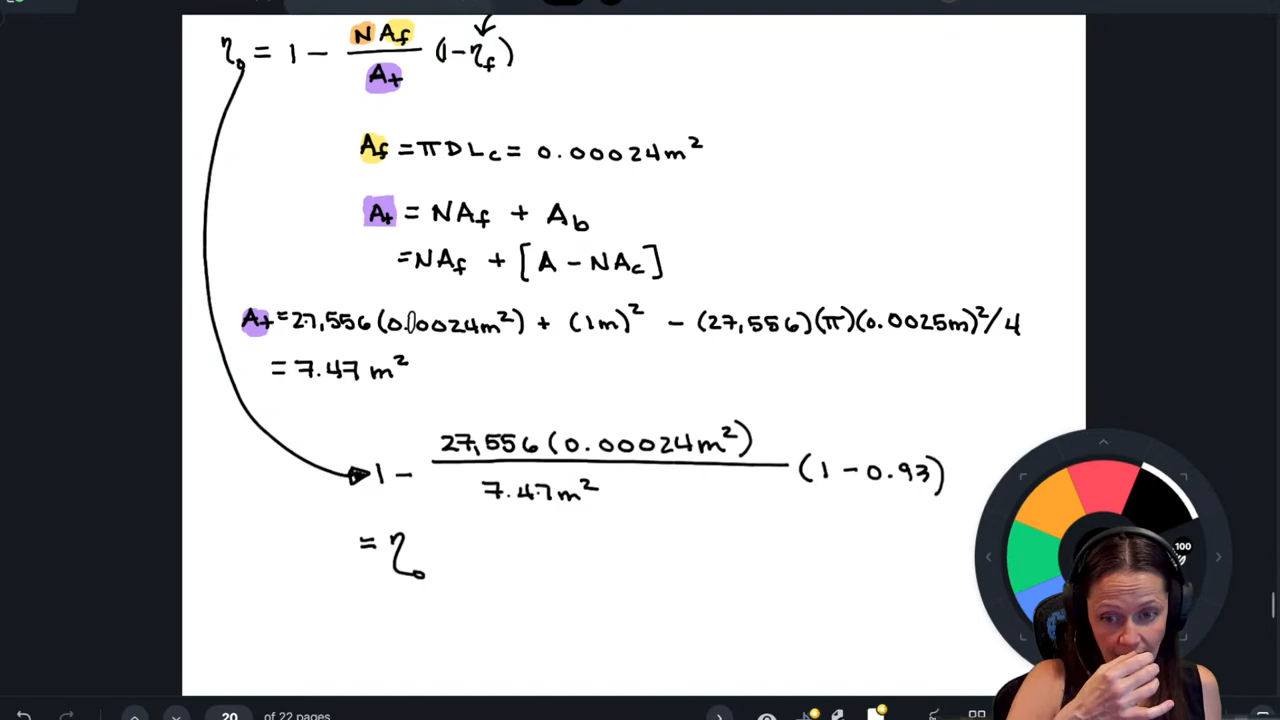 η₀ = 1 − NA_f / A_t (1−η_f)
A_f = πDL_c = 0.00024m²
A_t = NA_f + A_b
= NA_f + [A − NA_c]
A_t = 27,556(0.00024m²) + (1m)² − (27,556)(π)(0.0025m)²/4
= 7.47 m²
1 − 27,556(0.00024m²) / 7.47m² (1 − 0.93)
= η₀
100
20 of 22 pages